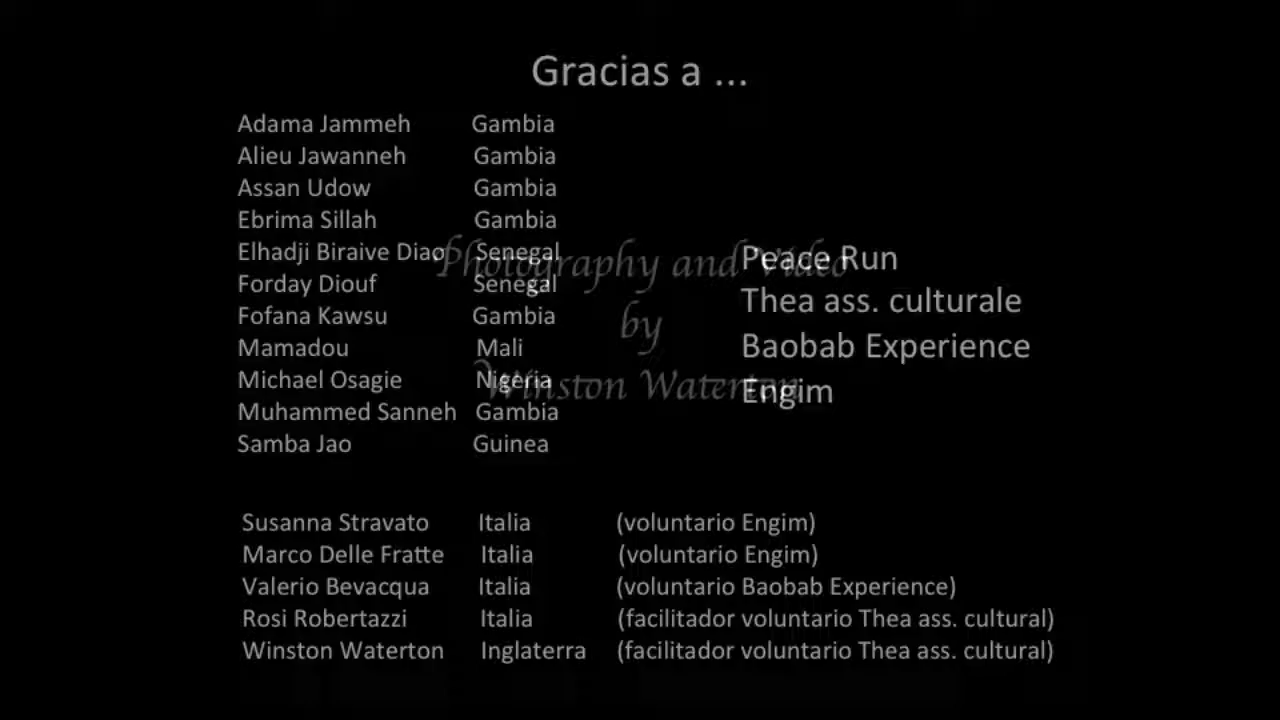 Gracias a ...
Adama Jammeh Gambia
Alieu Jawanneh Gambia
Assan Udow Gambia
Ebrima Sillah Gambia
Elhadji Biraive Diao Senegal
Forday Diouf Senegal
Fofana Kawsu Gambia
Mamadou Mali
Michael Osagie Nigeria
Muhammed Sanneh Gambia
Samba Jao Guinea
Photography and Video
by
Winston Waterton
Peace Run
Thea ass. culturale
Baobab Experience
Engim
Susanna Stravato Italia (voluntario Engim)
Marco Delle Fratte Italia (voluntario Engim)
Valerio Bevacqua Italia (voluntario Baobab Experience)
Rosi Robertazzi Italia (facilitador voluntario Thea ass. cultural)
Winston Waterton Inglaterra (facilitador voluntario Thea ass. cultural)